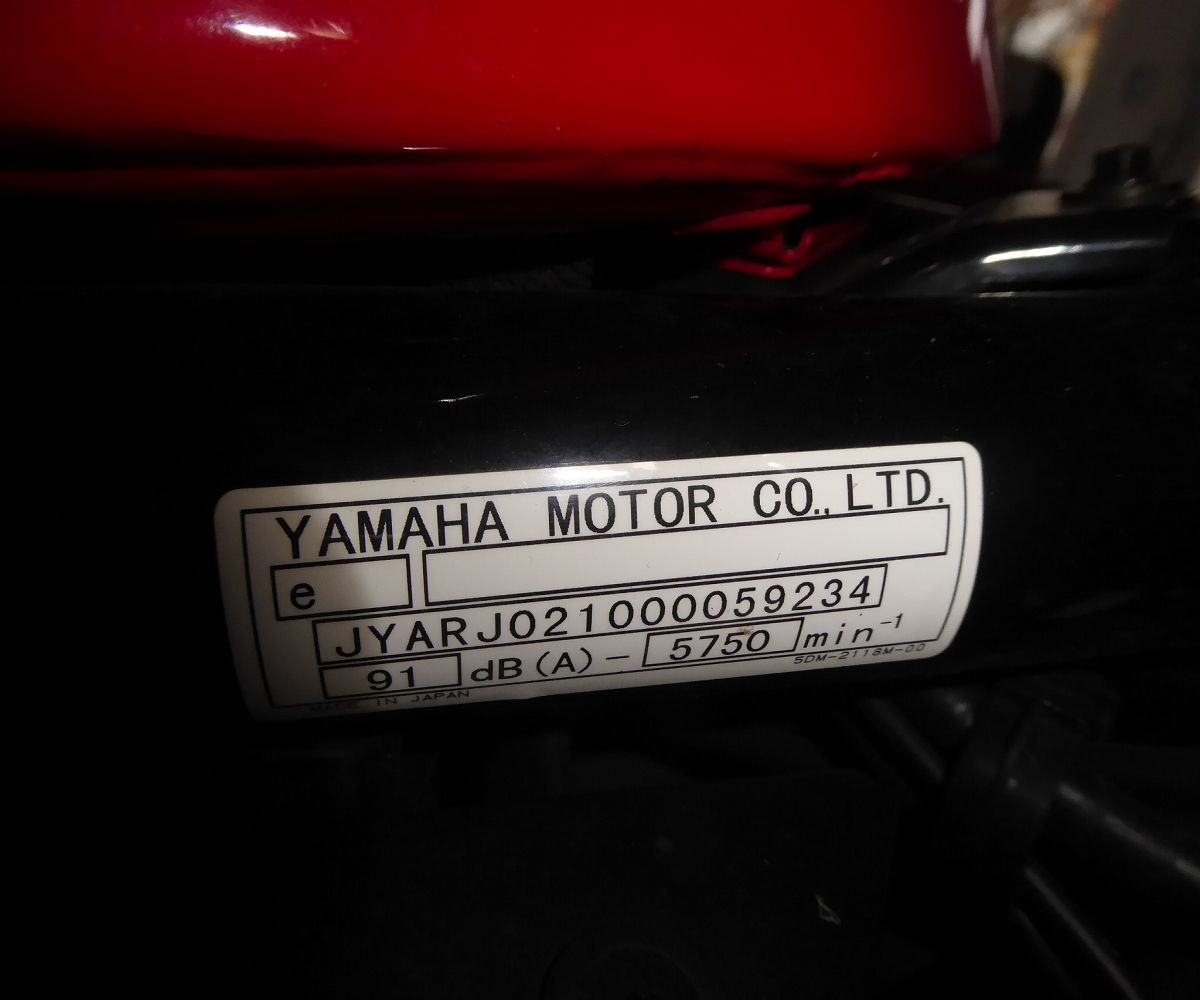 YAMAHA MOTOR CO., LTD.
e
JYARJ021000059234
91 dB(A)- 5750 min-1
5DM-2118M-00
MADE IN JAPAN